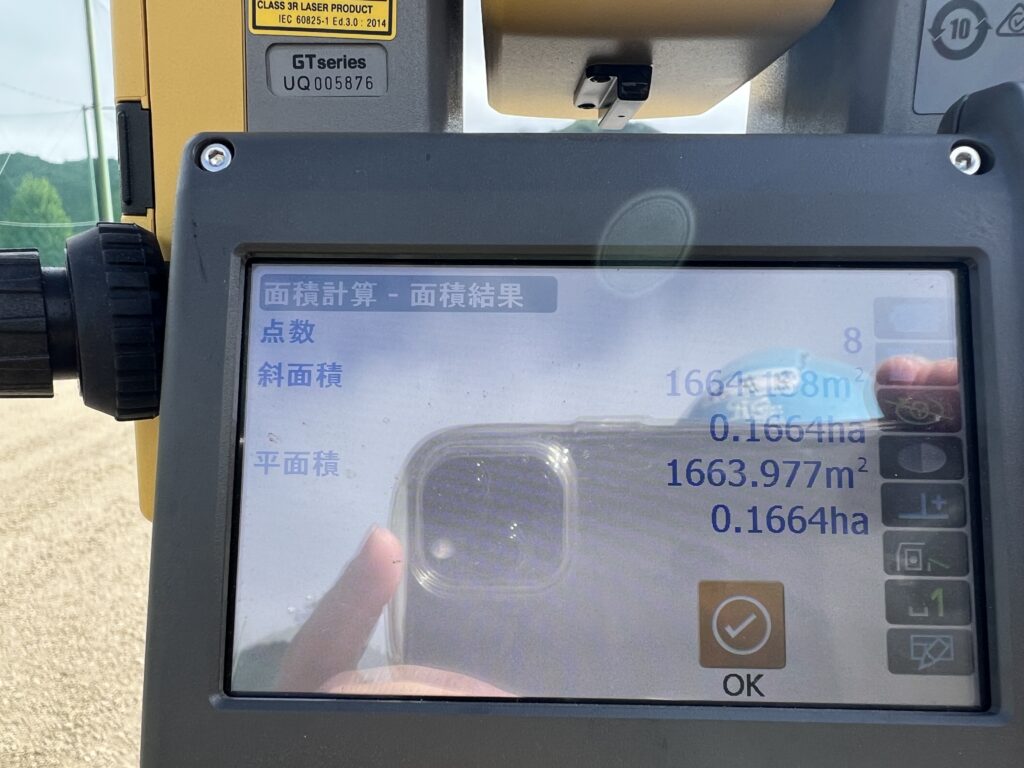 CLASS 3R LASER PRODUCT
IEC 60825-1 Ed.3.0 : 2014
GTseries
UQ005876
10
面積計算 - 面積結果
点数 8
斜面積
0.1664ha
平面積 1663.977m²
0.1664ha
1
OK